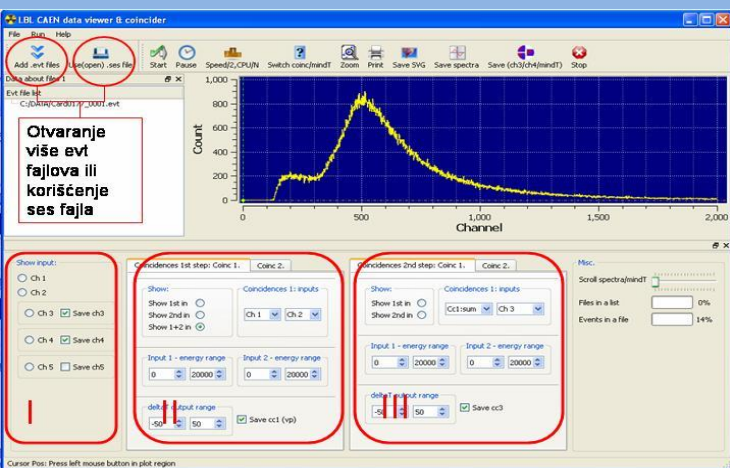 LBL CAEN data viewer & coincider
File Run Help
Add .evt files Use(open) .ses file Start Pause Speed/2,CPU/N Switch coinc/mindT Zoom Print Save SVG Save spectra Save (ch3/ch4/mindT) Stop
Data about files 1
Evt file list
C:/DATA/Card0177_0001.evt
Otvaranje
više evt
fajlova ili
korišćenje
ses fajla
Count
1,000
800
600
400
200
0
0 500 1,000 1,500 2,000
Channel
Show input:
Ch 1
Ch 2
Ch 3 Save ch3
Ch 4 Save ch4
Ch 5 Save ch5
I
Coincidences 1st step: Coinc 1. Coinc 2.
Show:
Show 1st in
Show 2nd in
Show 1+2 in
Coincidences 1: inputs
Ch 1 Ch 2
Input 1 - energy range
0 20000
Input 2 - energy range
0 20000
deltaT output range
-50 50
Save cc1 (vp)
II
Coincidences 2nd step: Coinc 1. Coinc 2.
Show:
Show 1st in
Show 2nd in
Coincidences 1: inputs
Cc1:sum Ch 3
Input 1 - energy range
0 20000
Input 2 - energy range
0 20000
deltaT output range
-50 50
Save cc3
III
Misc.
Scroll spectra/mindT
Files in a list 0%
Events in a file 14%
Cursor Pos: Press left mouse button in plot region